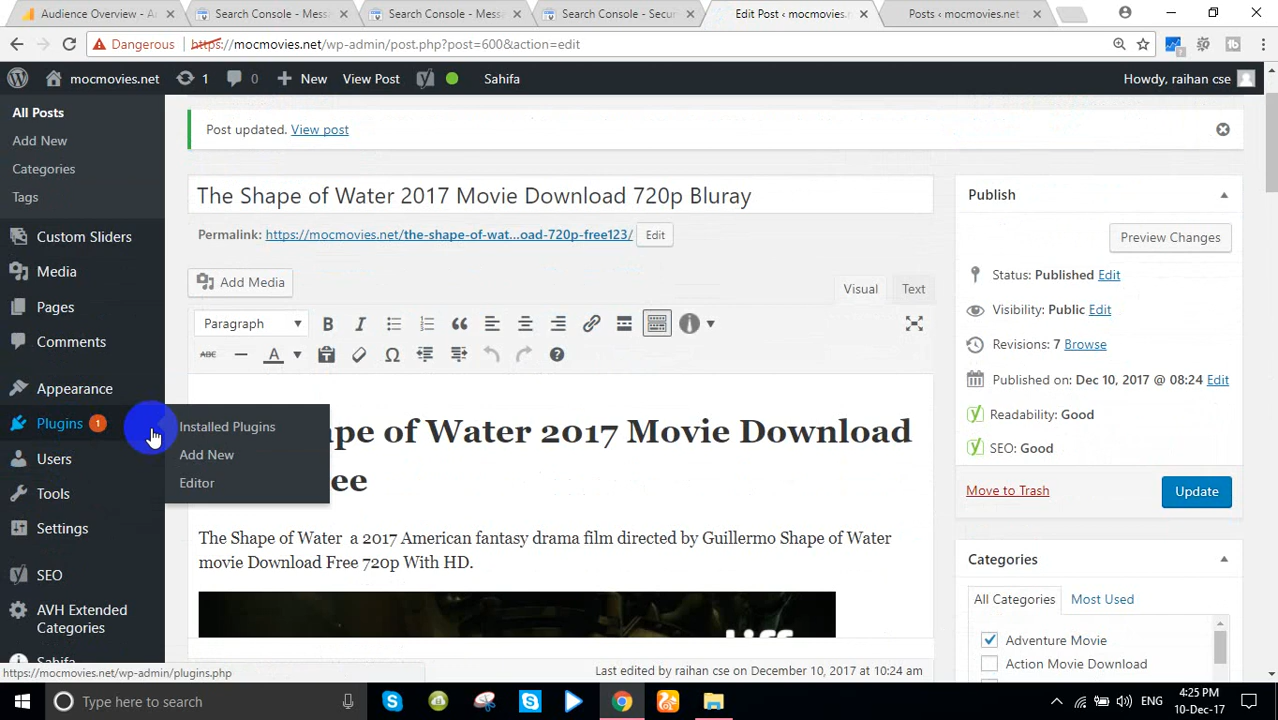 Audience Overview - A
Search Console - Mess
Search Console - Mess
Search Console - Secur
Edit Post ‹ mocmovies.n
Posts ‹ mocmovies.net
Dangerous
https://mocmovies.net/wp-admin/post.php?post=600&action=edit
mocmovies.net
1
0
New
View Post
Sahifa
Howdy, raihan cse
All Posts
Add New
Categories
Tags
Custom Sliders
Media
Pages
Comments
Appearance
Plugins 1
Users
Tools
Settings
SEO
AVH Extended
Categories
Sahifa
Installed Plugins
Add New
Editor
Post updated. View post
The Shape of Water 2017 Movie Download 720p Bluray
Permalink: https://mocmovies.net/the-shape-of-wat...oad-720p-free123/ Edit
Add Media
Visual
Text
Paragraph
B
I
ABC
A
ape of Water 2017 Movie Download
ee
The Shape of Water a 2017 American fantasy drama film directed by Guillermo Shape of Water
movie Download Free 720p With HD.
Last edited by raihan cse on December 10, 2017 at 10:24 am
Publish
Preview Changes
Status: Published Edit
Visibility: Public Edit
Revisions: 7 Browse
Published on: Dec 10, 2017 @ 08:24 Edit
Readability: Good
SEO: Good
Move to Trash
Update
Categories
All Categories
Most Used
Adventure Movie
Action Movie Download
https://mocmovies.net/wp-admin/plugins.php
Type here to search
ENG
4:25 PM
10-Dec-17